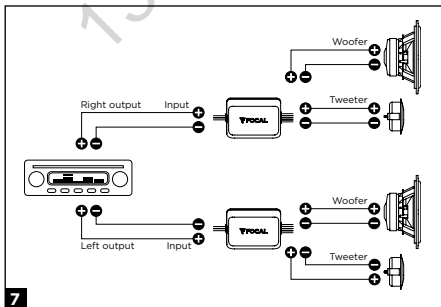 Woofer
Right output
Input
Tweeter
FOCAL
Woofer
FOCAL
Left output
Input
Tweeter
7